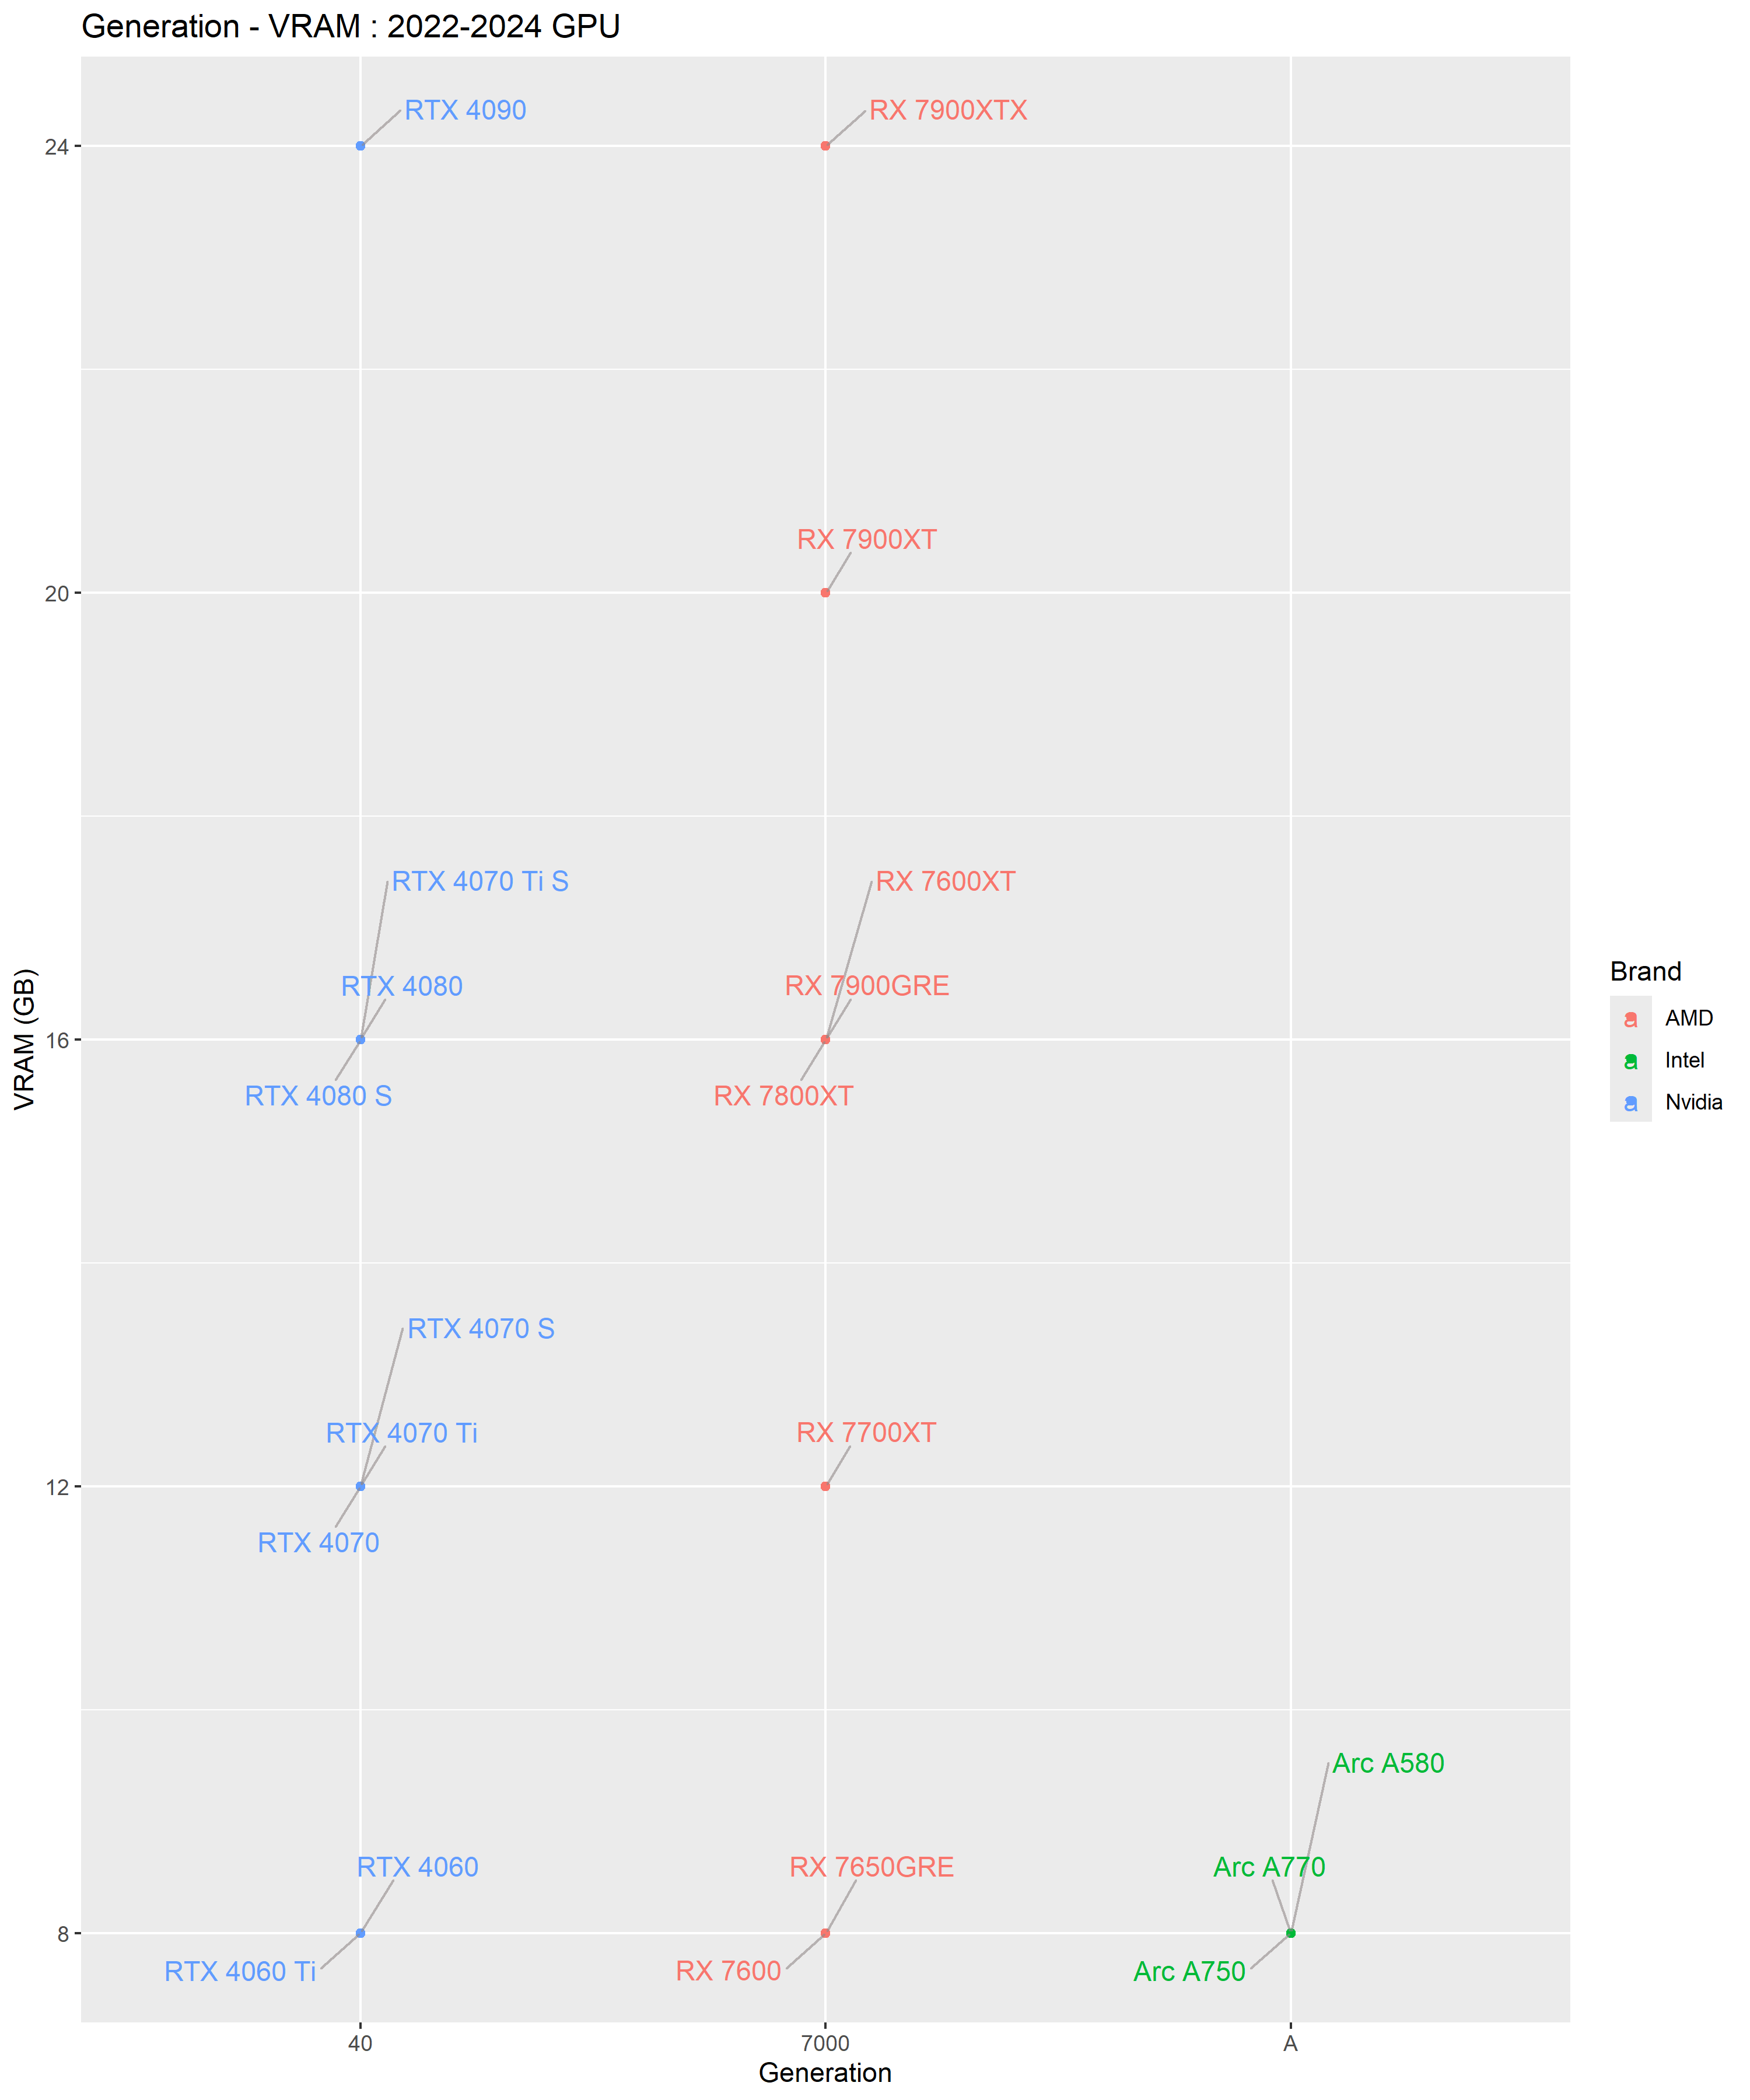 Generation - VRAM : 2022-2024 GPU
RTX 4090
RX 7900XTX
24
RX 7900XT
20
RTX 4070 Ti S
RX 7600XT
RTX 4080
RX 7900GRE
16
RTX 4080 S
RX 7800XT
VRAM (GB)
Brand
a AMD
a Intel
a Nvidia
RTX 4070 S
RTX 4070 Ti
RX 7700XT
12
RTX 4070
Arc A580
RTX 4060
RX 7650GRE
Arc A770
8
RTX 4060 Ti
RX 7600
Arc A750
40
7000
A
Generation